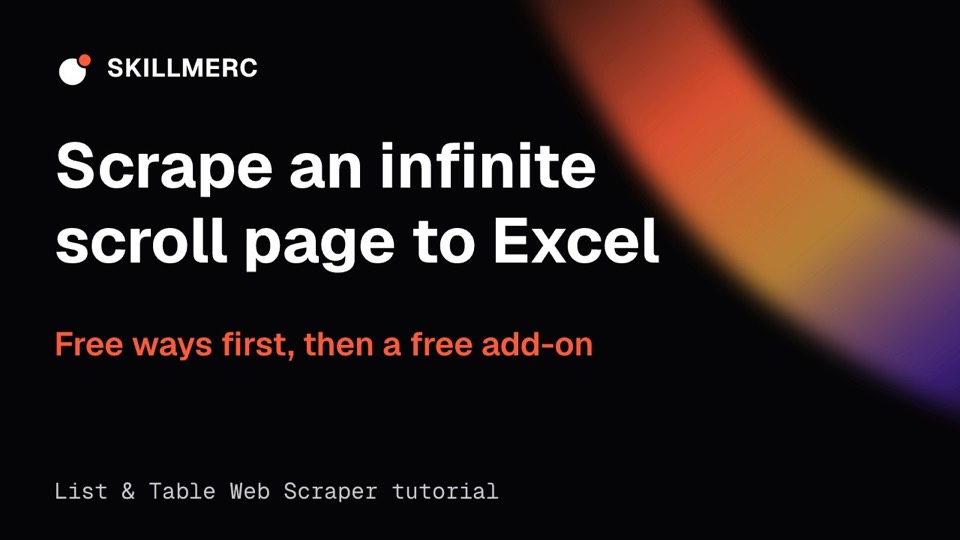 SKILLMERC
Scrape an infinite
scroll page to Excel
Free ways first, then a free add-on
List & Table Web Scraper tutorial